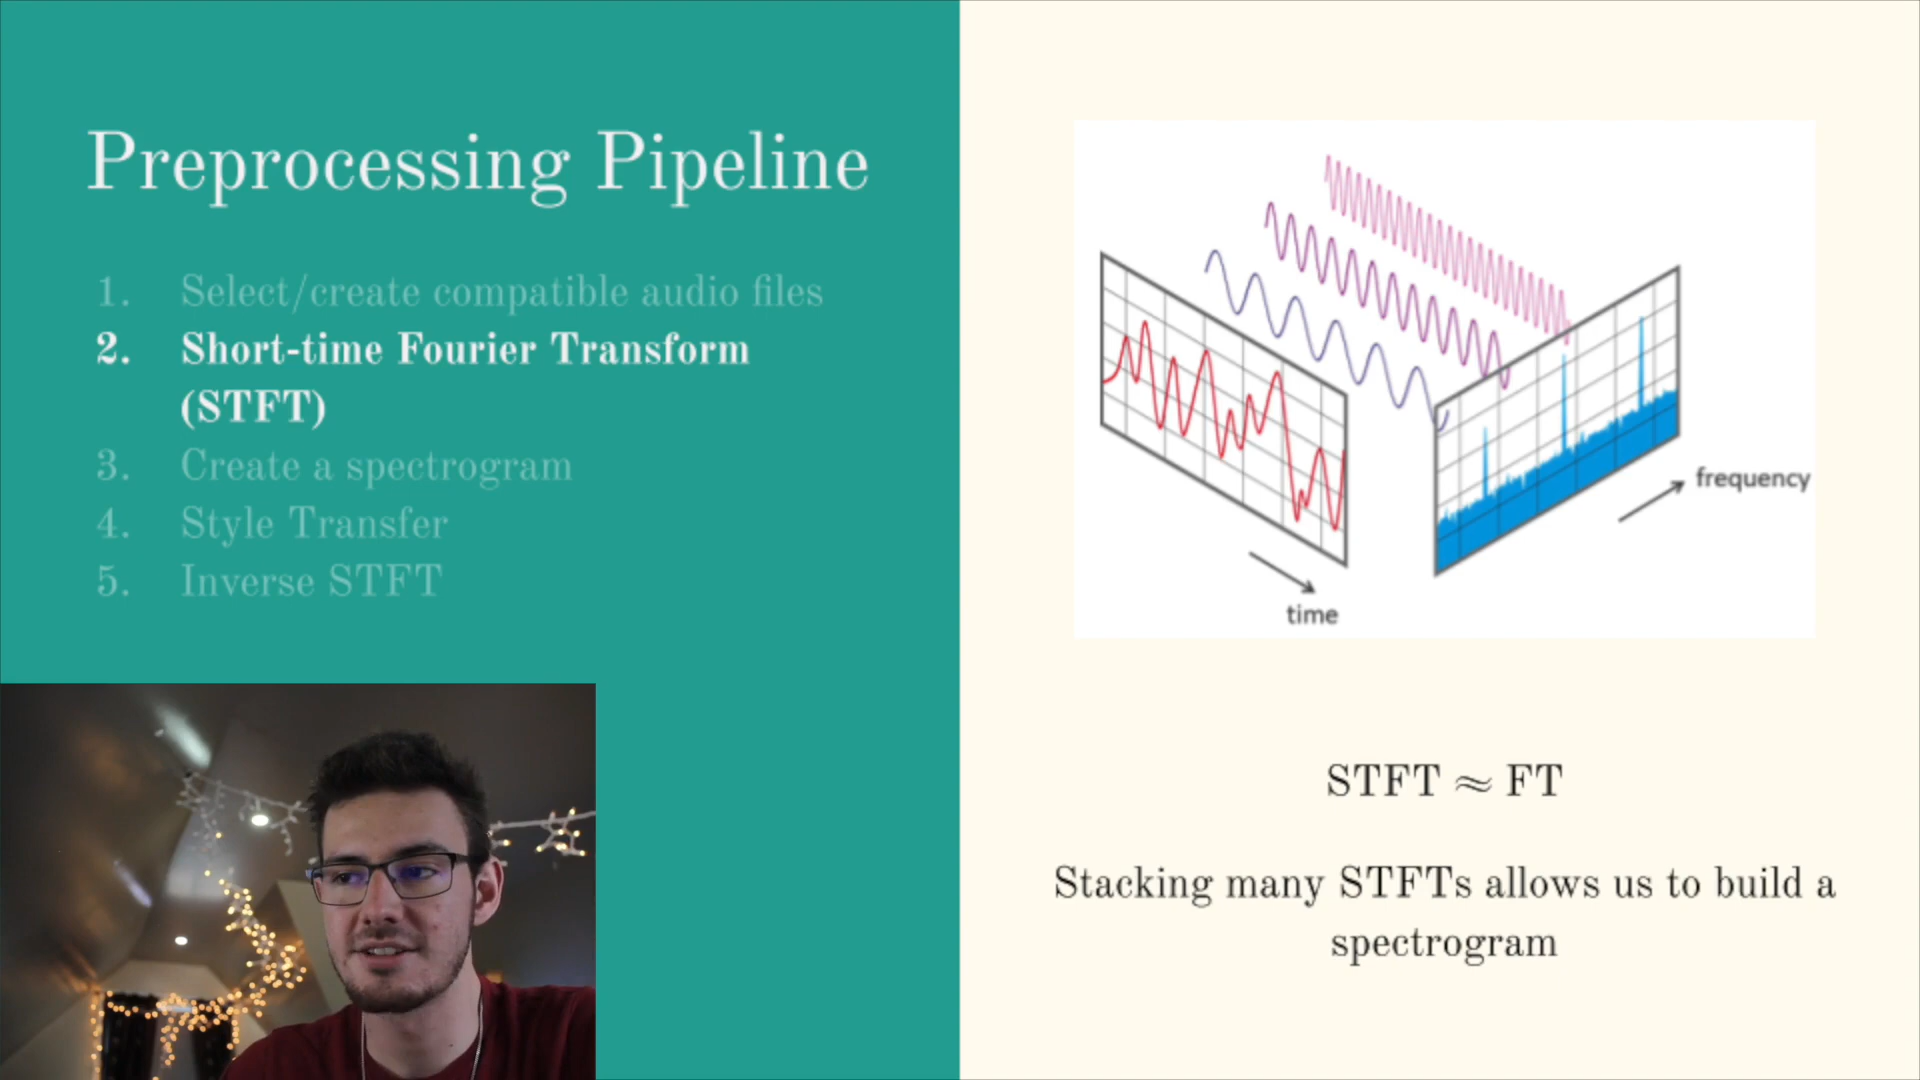 Preprocessing Pipeline
1. Select/create compatible audio files
2. Short-time Fourier Transform
(STFT)
3. Create a spectrogram
4. Style Transfer
5. Inverse STFT
frequency
time
STFT ≈ FT
Stacking many STFTs allows us to build a
spectrogram